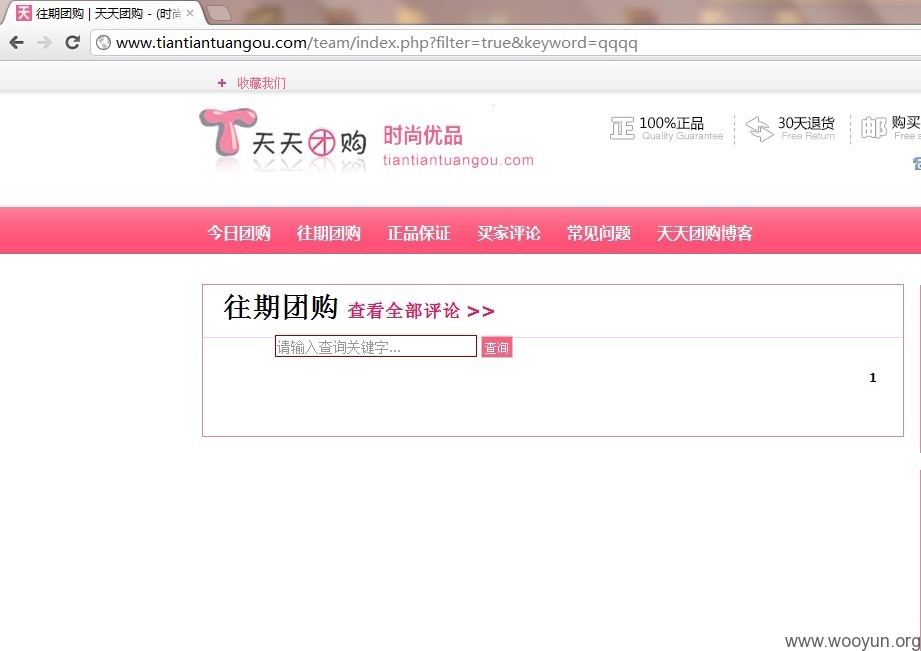 往期团购 | 天天团购 - (时尚
www.tiantiantuangou.com/team/index.php?filter=true&keyword=qqqq
+ 收藏我们
天天团购 时尚优品
tiantiantuangou.com
100%正品
Quality Guarantee
30天退货
Free Return
邮 购买
Free s
今日团购 往期团购 正品保证 买家评论 常见问题 天天团购博客
往期团购 查看全部评论 >>
请输入查询关键字... 查询
1
www.wooyun.org